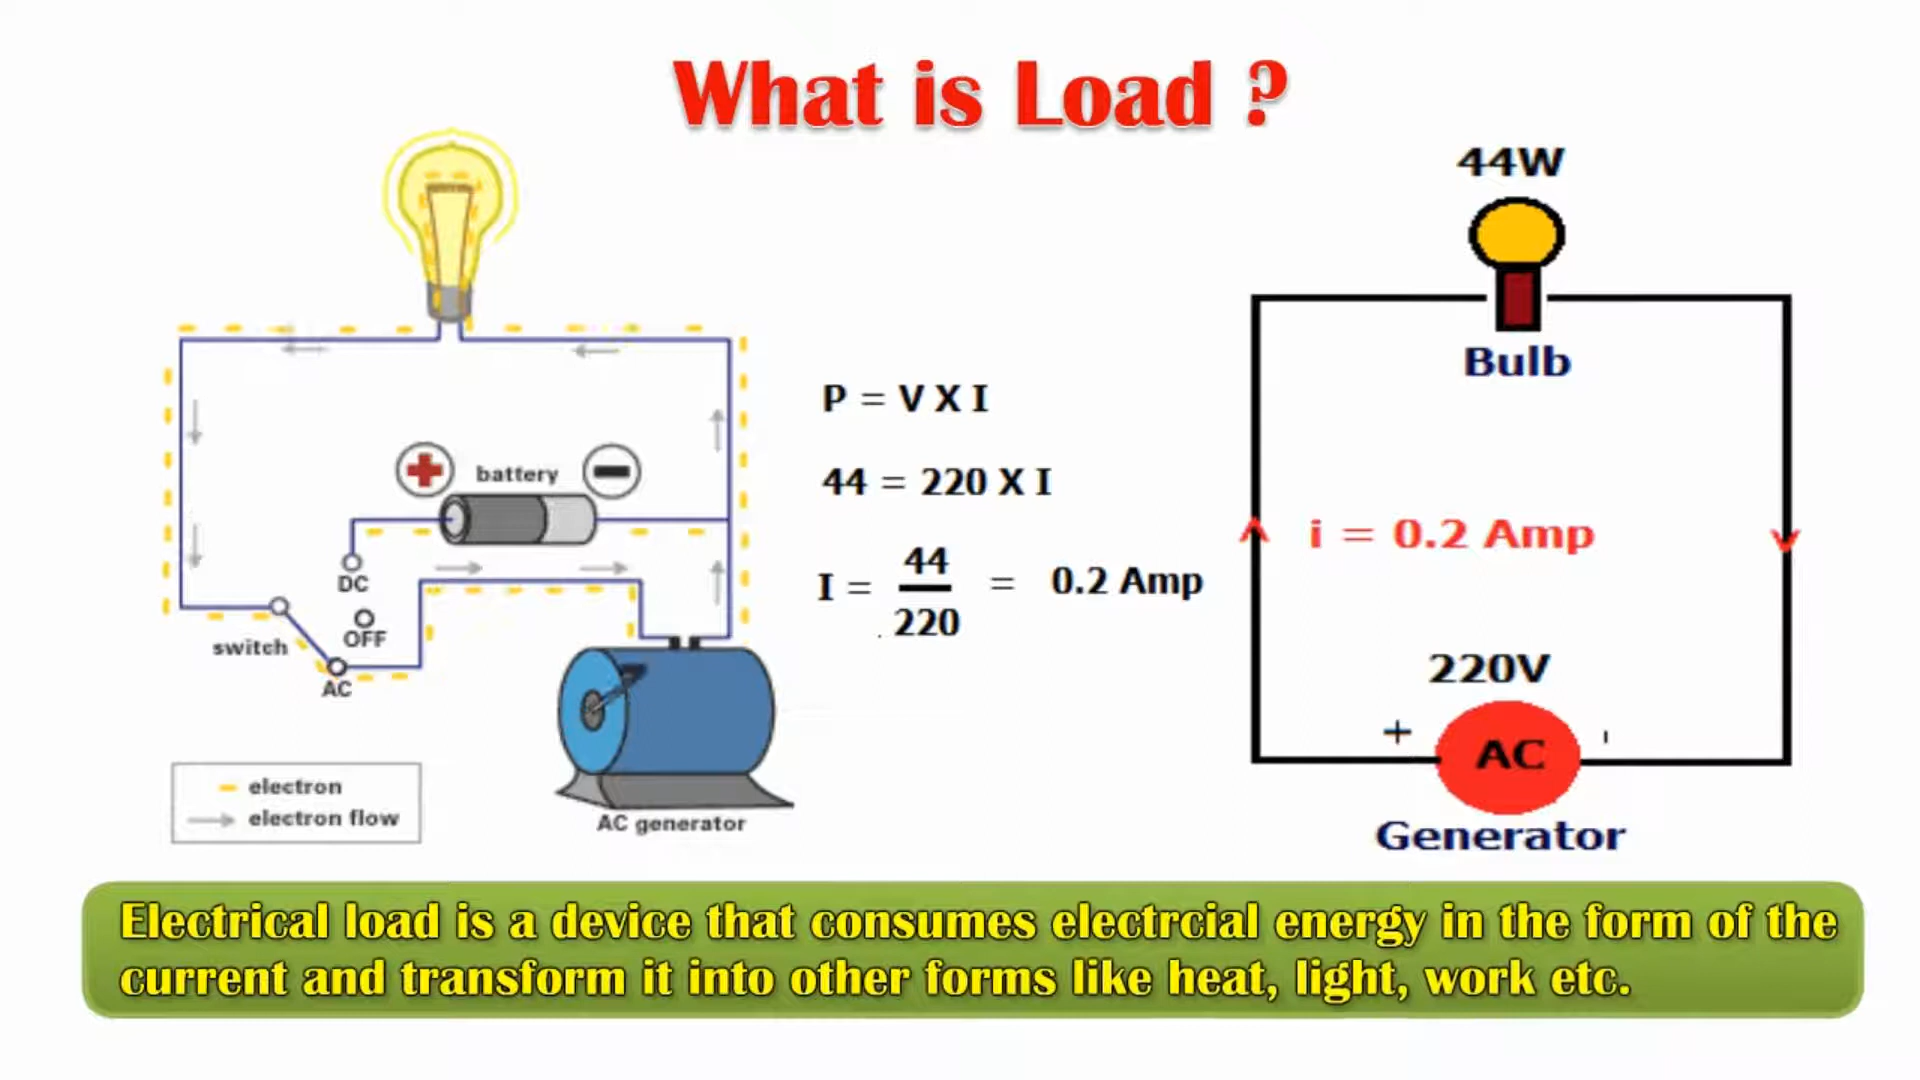 What is Load ?
battery
DC
OFF
switch
AC
AC generator
electron
electron flow
P = V X I
44 = 220 X I
I = 44 / 220 = 0.2 Amp
44W
Bulb
i = 0.2 Amp
220V
+
AC
Generator
Electrical load is a device that consumes electrcial energy in the form of the
current and transform it into other forms like heat, light, work etc.